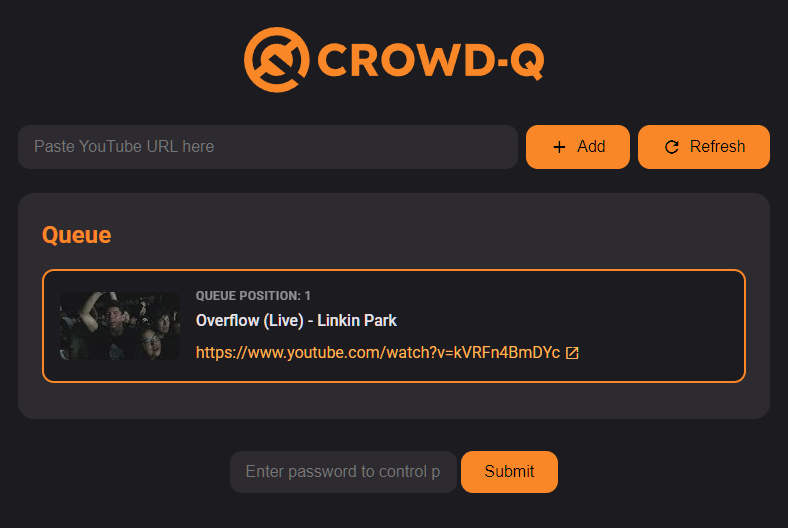 CROWD-Q
Paste YouTube URL here
Add
Refresh
Queue
QUEUE POSITION: 1
Overflow (Live) - Linkin Park
https://www.youtube.com/watch?v=kVRFn4BmDYc
Enter password to control p
Submit